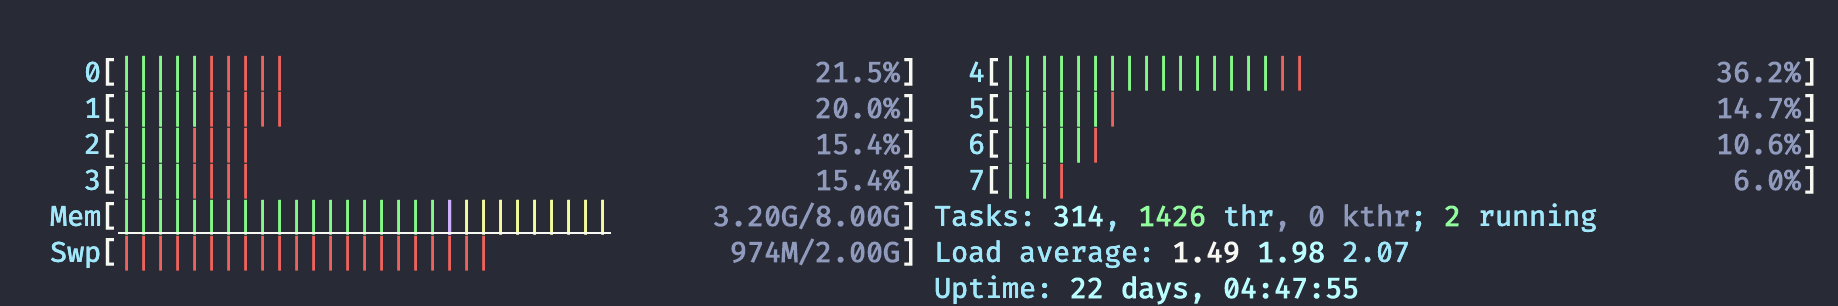 0[|||||||||| 21.5%] 4[|||||||||||||||||| 36.2%]
1[|||||||||| 20.0%] 5[||||||| 14.7%]
2[|||||||| 15.4%] 6[|||||| 10.6%]
3[|||||||| 15.4%] 7[|||| 6.0%]
Mem[||||||||||||||||||||||||||||| 3.20G/8.00G] Tasks: 314, 1426 thr, 0 kthr; 2 running
Swp[|||||||||||||||||||||| 974M/2.00G] Load average: 1.49 1.98 2.07
Uptime: 22 days, 04:47:55